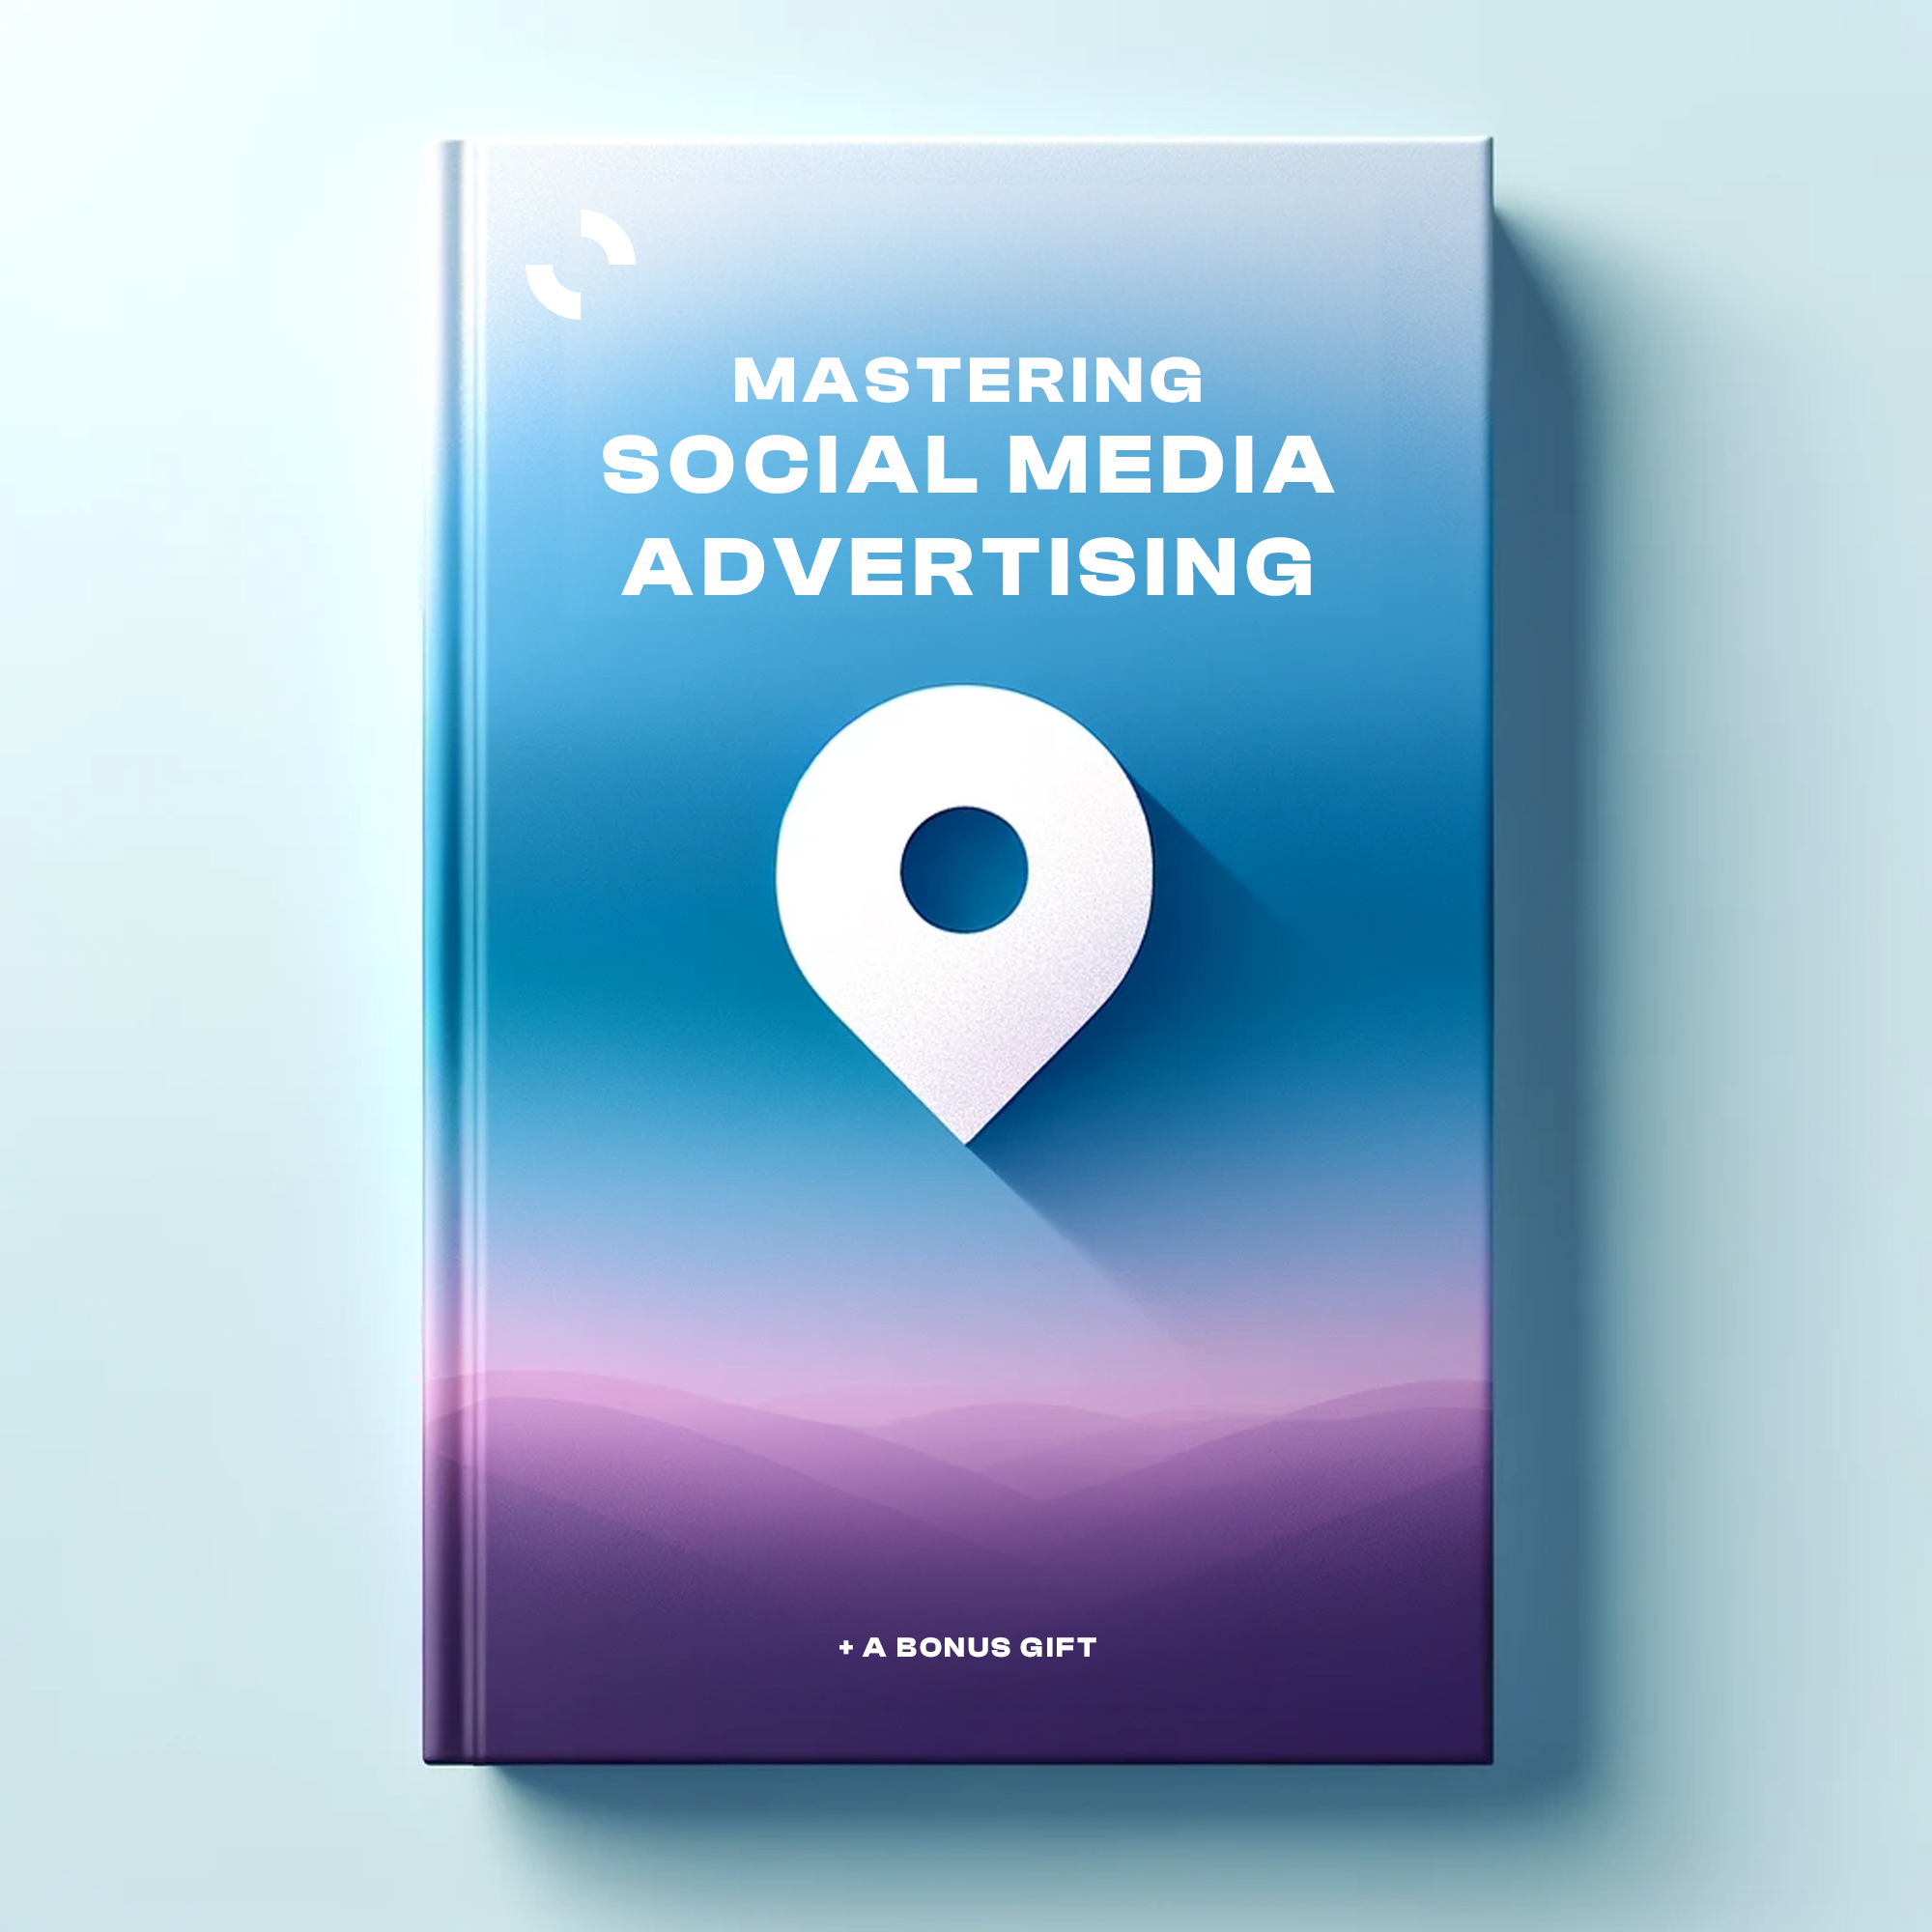 MASTERING
SOCIAL MEDIA
ADVERTISING
+ A BONUS GIFT